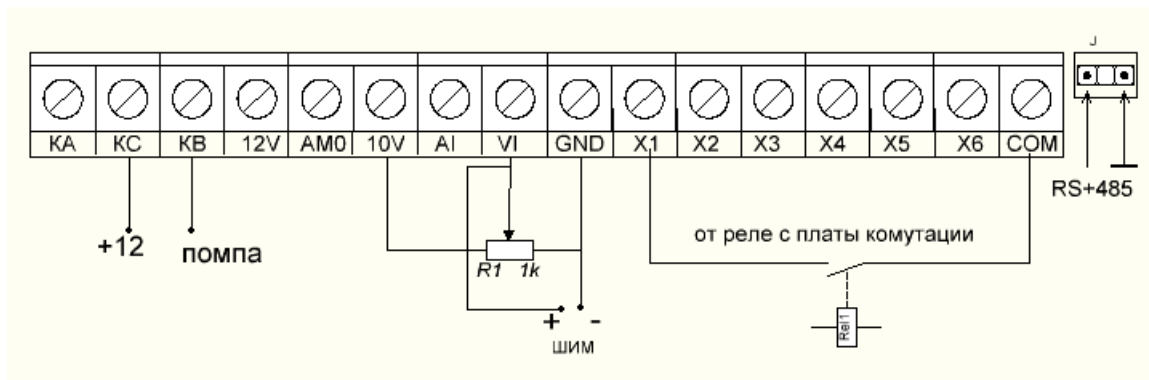 J
KA KC KB 12V AM0 10V AI VI GND X1 X2 X3 X4 X5 X6 COM
RS+485
+12 помпа
от реле с платы комутации
R1 1k
+ -
шим
Rel1